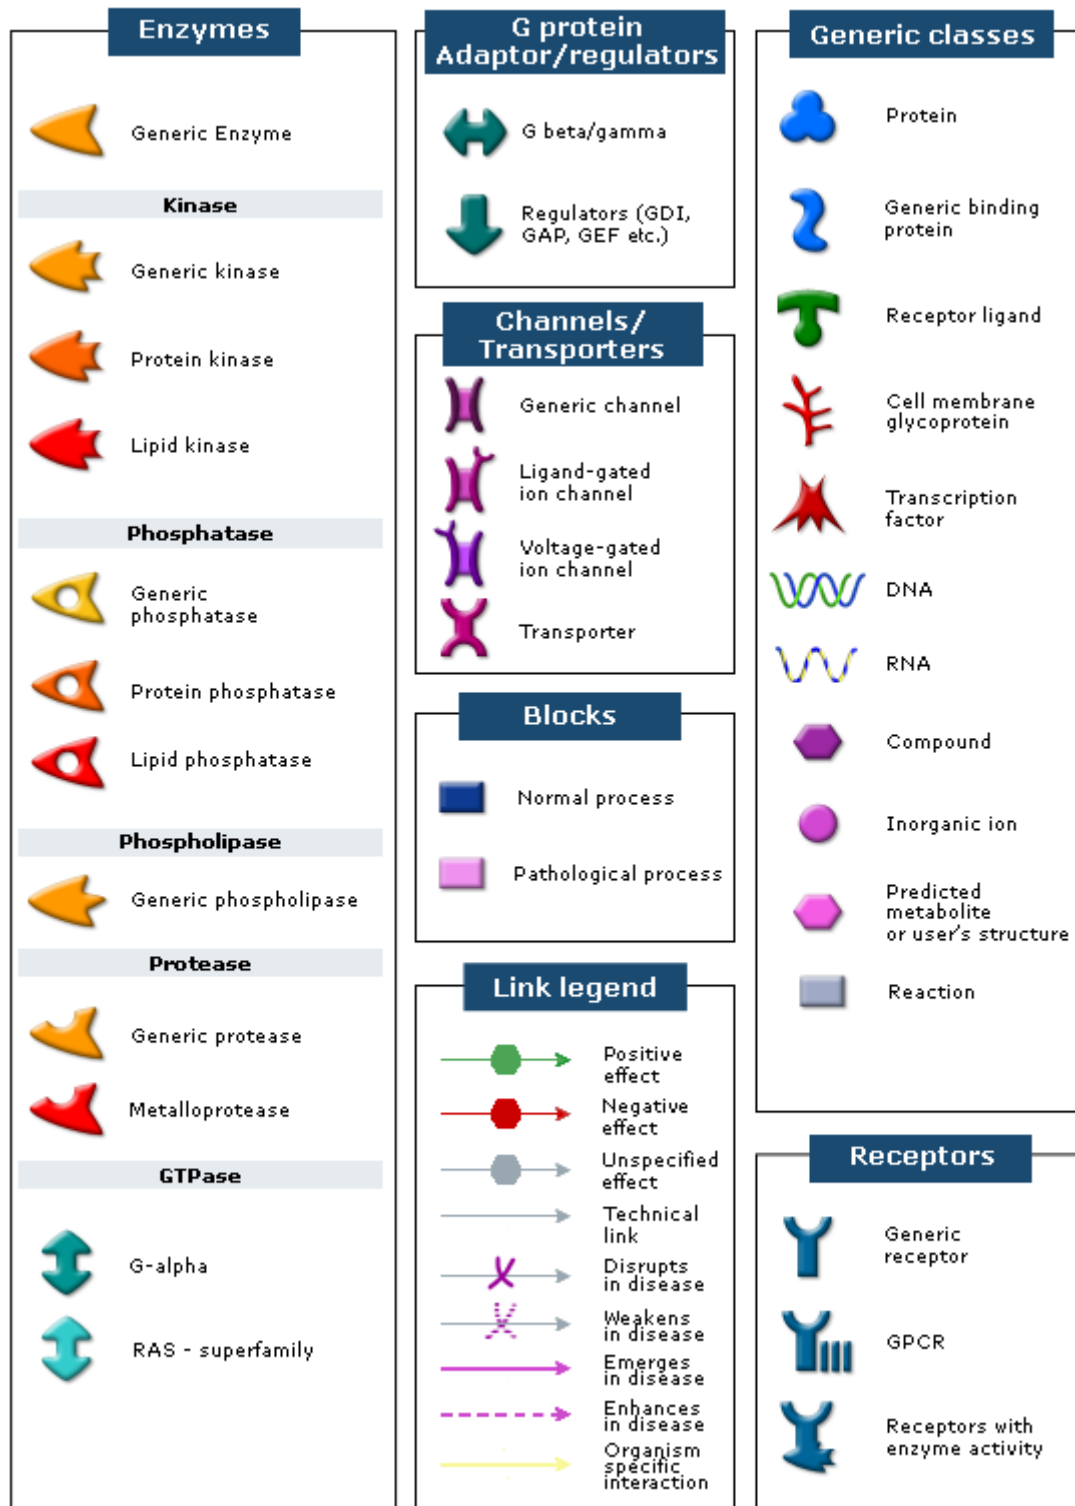 Enzymes
Generic Enzyme
Kinase
Generic kinase
Protein kinase
Lipid kinase
Phosphatase
Generic
phosphatase
Protein phosphatase
Lipid phosphatase
Phospholipase
Generic phospholipase
Protease
Generic protease
Metalloprotease
GTPase
G-alpha
RAS - superfamily
G protein
Adaptor/regulators
G beta/gamma
Regulators (GDI,
GAP, GEF etc.)
Channels/
Transporters
Generic channel
Ligand-gated
ion channel
Voltage-gated
ion channel
Transporter
Blocks
Normal process
Pathological process
Link legend
Positive
effect
Negative
effect
Unspecified
effect
Technical
link
Disrupts
in disease
Weakens
in disease
Emerges
in disease
Enhances
in disease
Organism
specific
interaction
Generic classes
Protein
Generic binding
protein
Receptor ligand
Cell membrane
glycoprotein
Transcription
factor
DNA
RNA
Compound
Inorganic ion
Predicted
metabolite
or user's structure
Reaction
Receptors
Generic
receptor
GPCR
Receptors with
enzyme activity